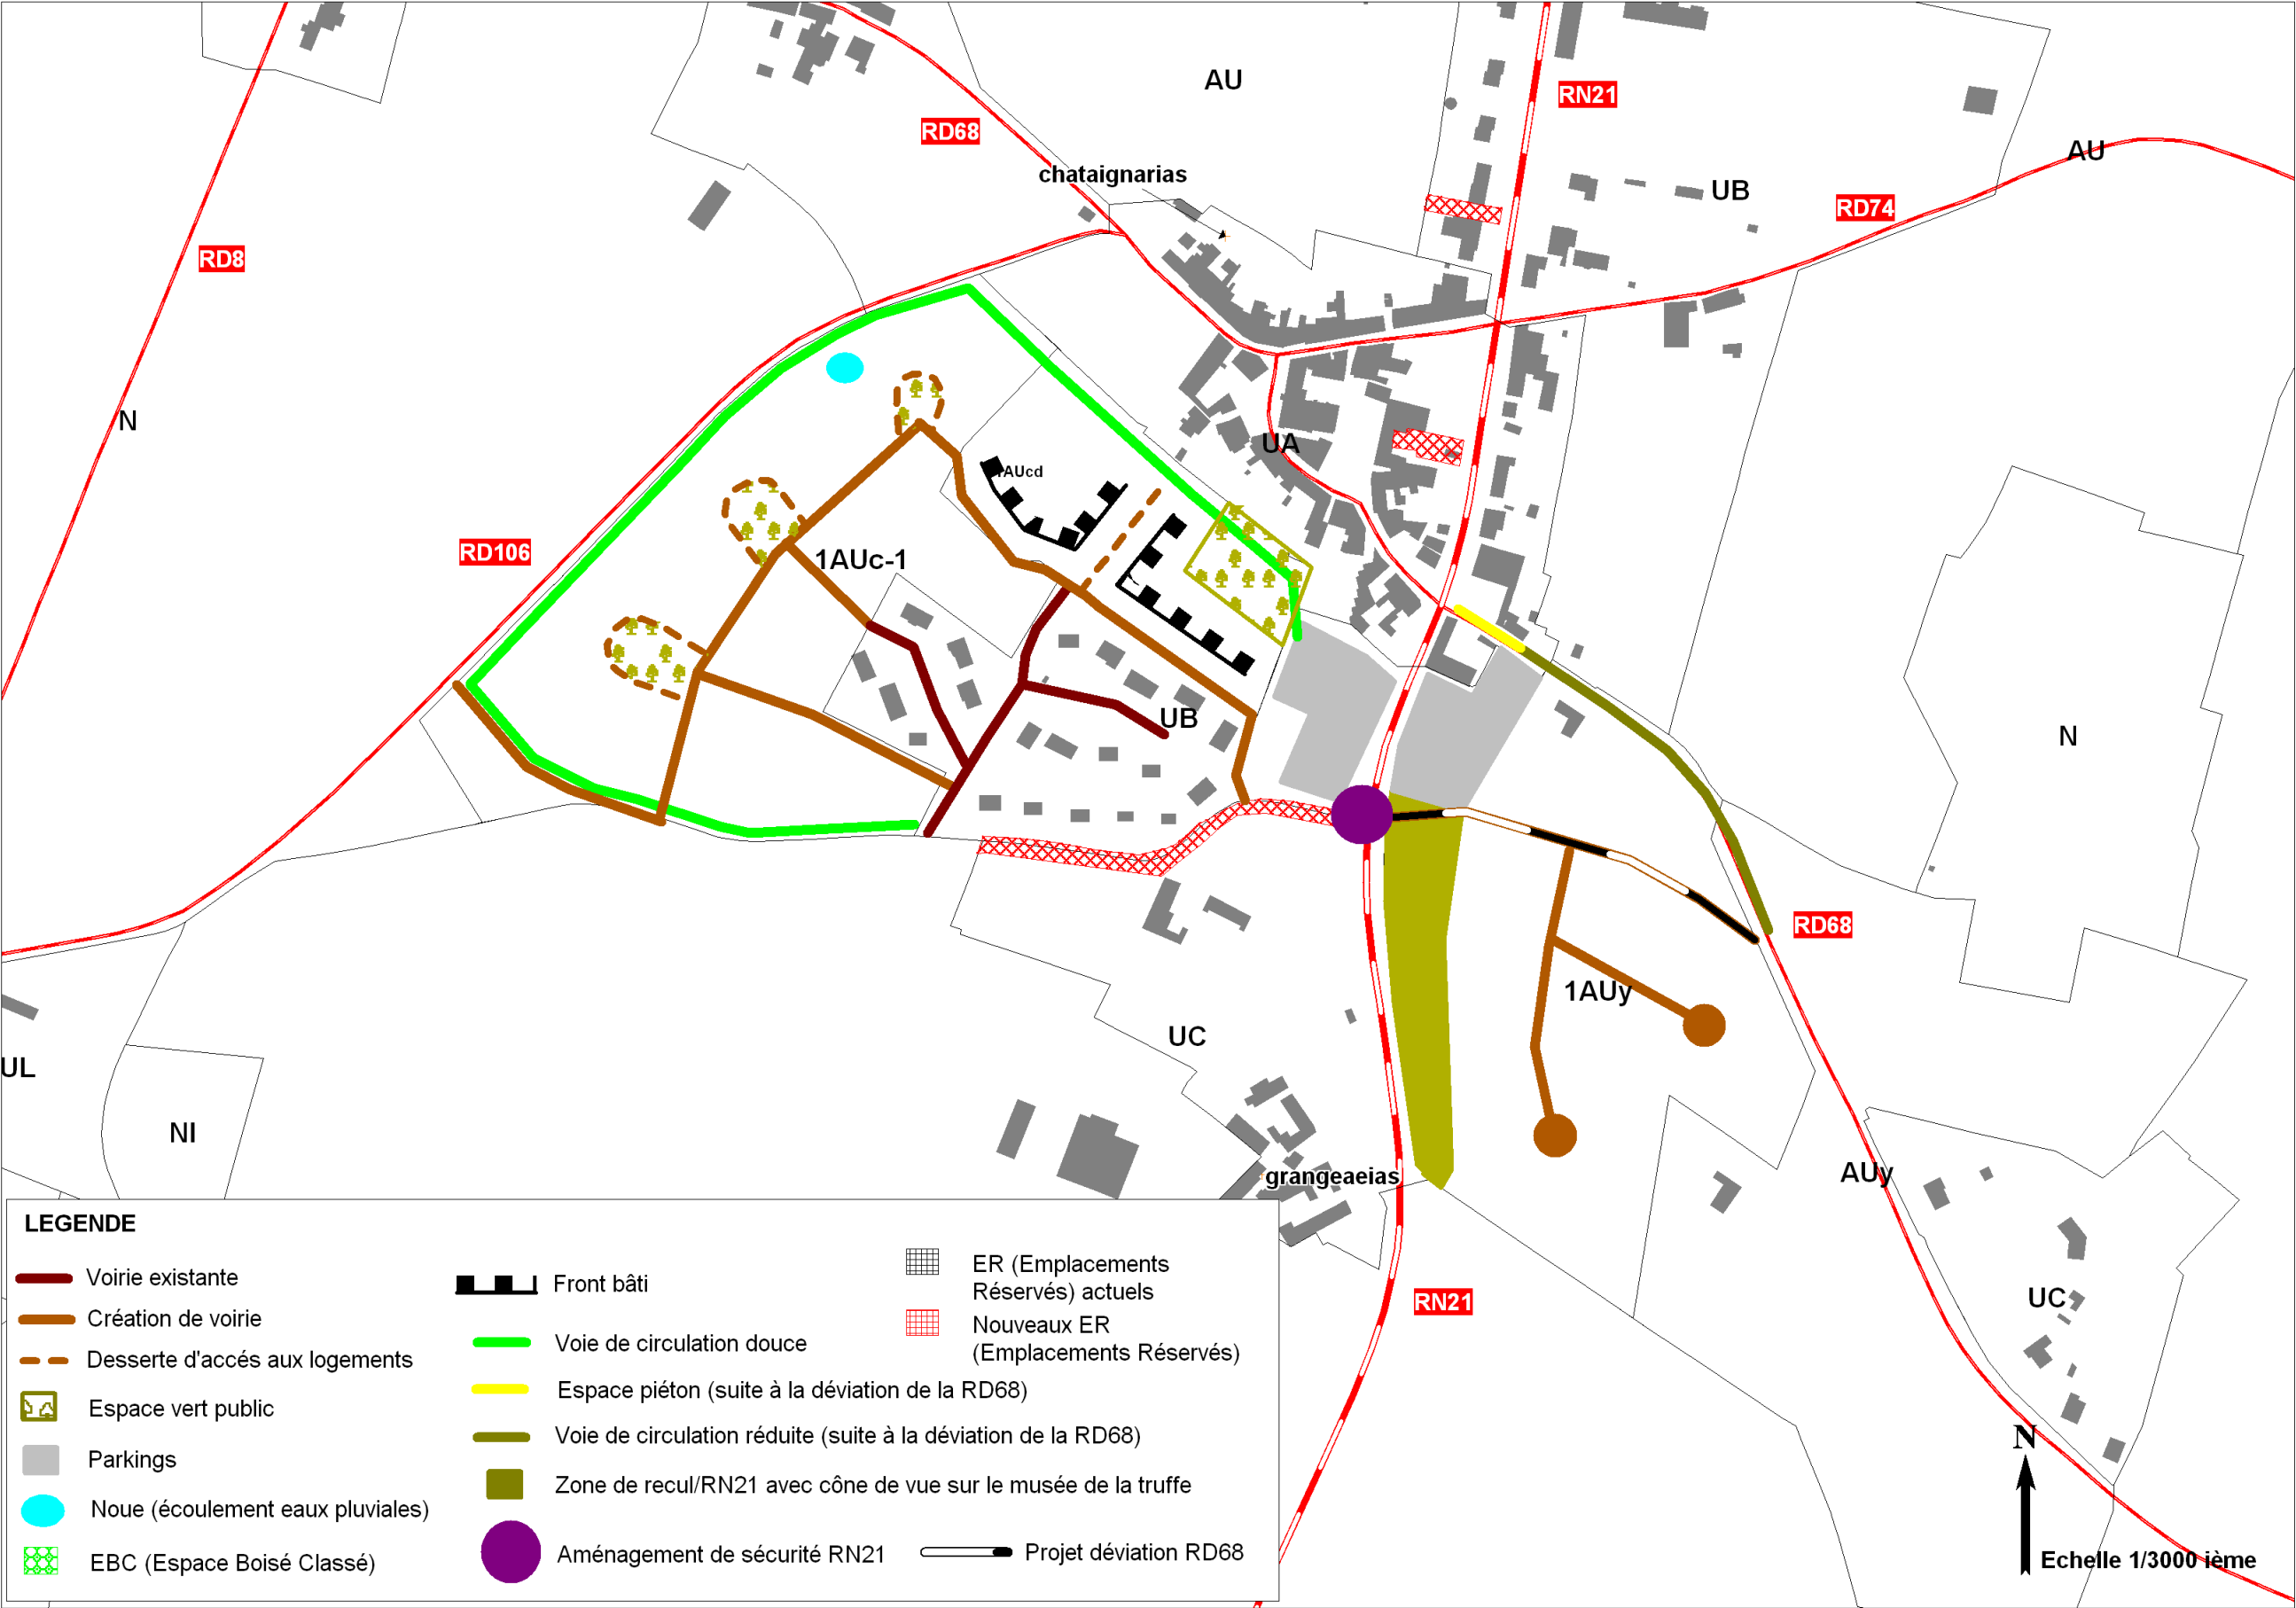 AU
RN21
RD68
AU
chataignarias
UB
RD74
RD8
N
UA
1AUcd
RD106
1AUc-1
UB
N
RD68
1AUy
UC
UL
NI
grangeaeias
AUy
UC
RN21
LEGENDE
Voirie existante
Création de voirie
Desserte d'accés aux logements
Espace vert public
Parkings
Noue (écoulement eaux pluviales)
EBC (Espace Boisé Classé)
Front bâti
Voie de circulation douce
Espace piéton (suite à la déviation de la RD68)
Voie de circulation réduite (suite à la déviation de la RD68)
Zone de recul/RN21 avec cône de vue sur le musée de la truffe
Aménagement de sécurité RN21
ER (Emplacements
Réservés) actuels
Nouveaux ER
(Emplacements Réservés)
Projet déviation RD68
N
Echelle 1/3000 ième